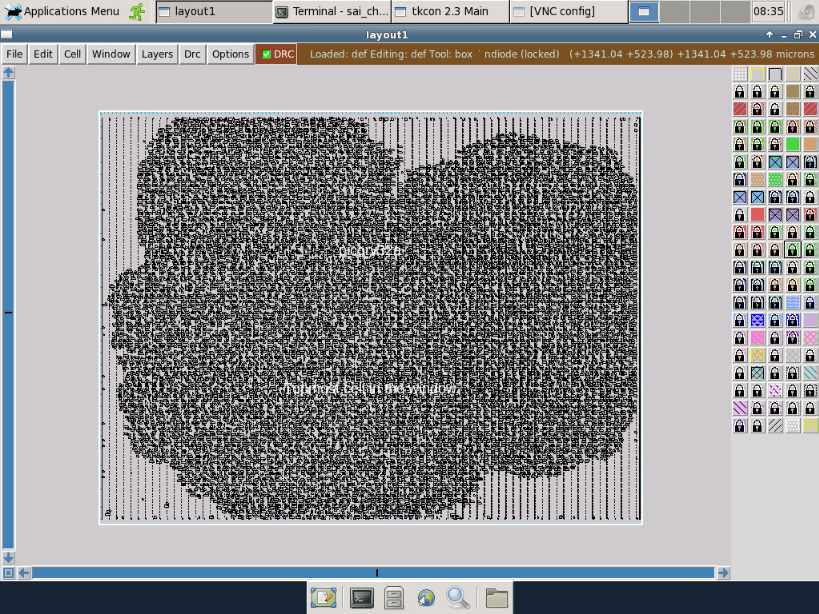 Applications Menu layout1 Terminal - sai_ch... tkcon 2.3 Main [VNC config] 08:35
layout1
File Edit Cell Window Layers Drc Options DRC Loaded: def Editing: def Tool: box ndiode (locked) (+1341.04 +523.98) +1341.04 +523.98 microns